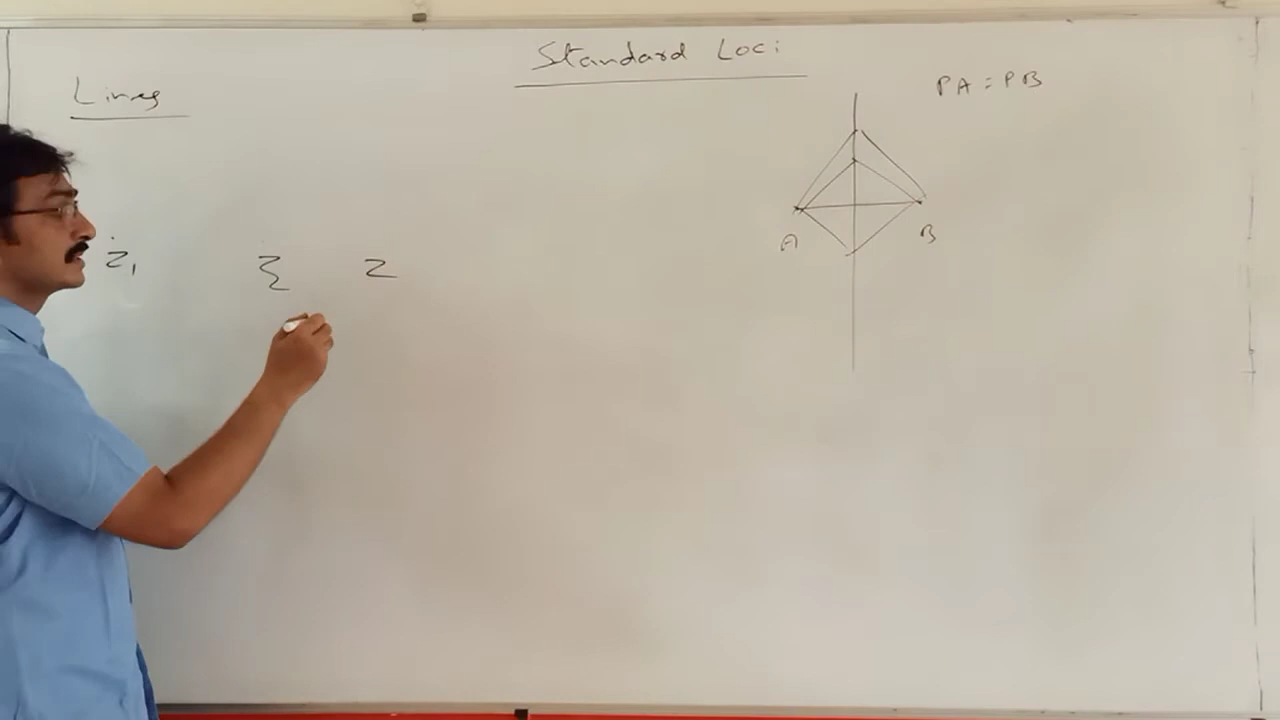 Standard Loci
Lines
PA = PB
A B
z₁ z